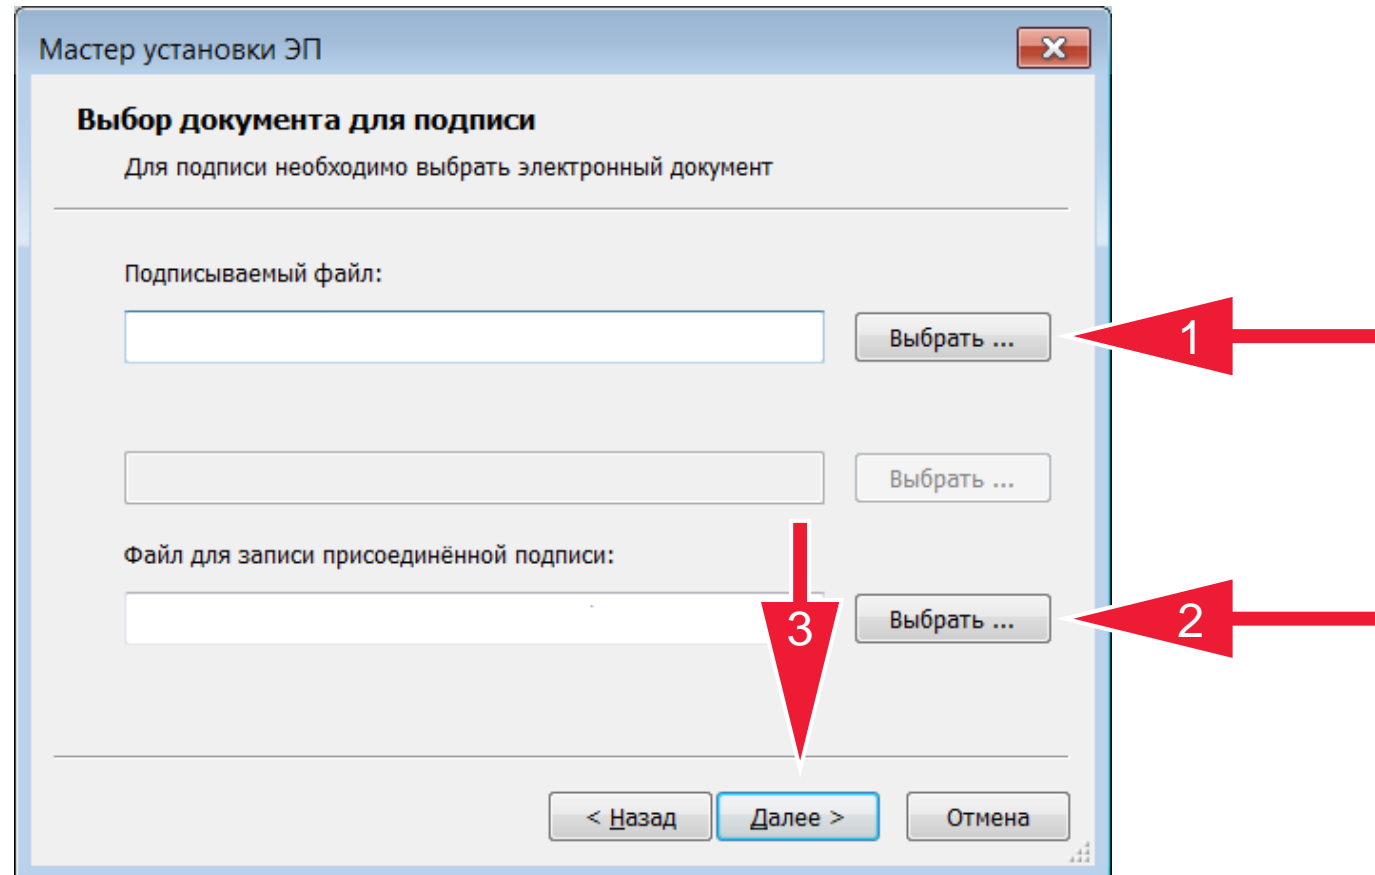 Мастер установки ЭП
Выбор документа для подписи
Для подписи необходимо выбрать электронный документ
Подписываемый файл:
Выбрать ...
1
Выбрать ...
Файл для записи присоединённой подписи:
Выбрать ...
2
3
< Назад
Далее >
Отмена